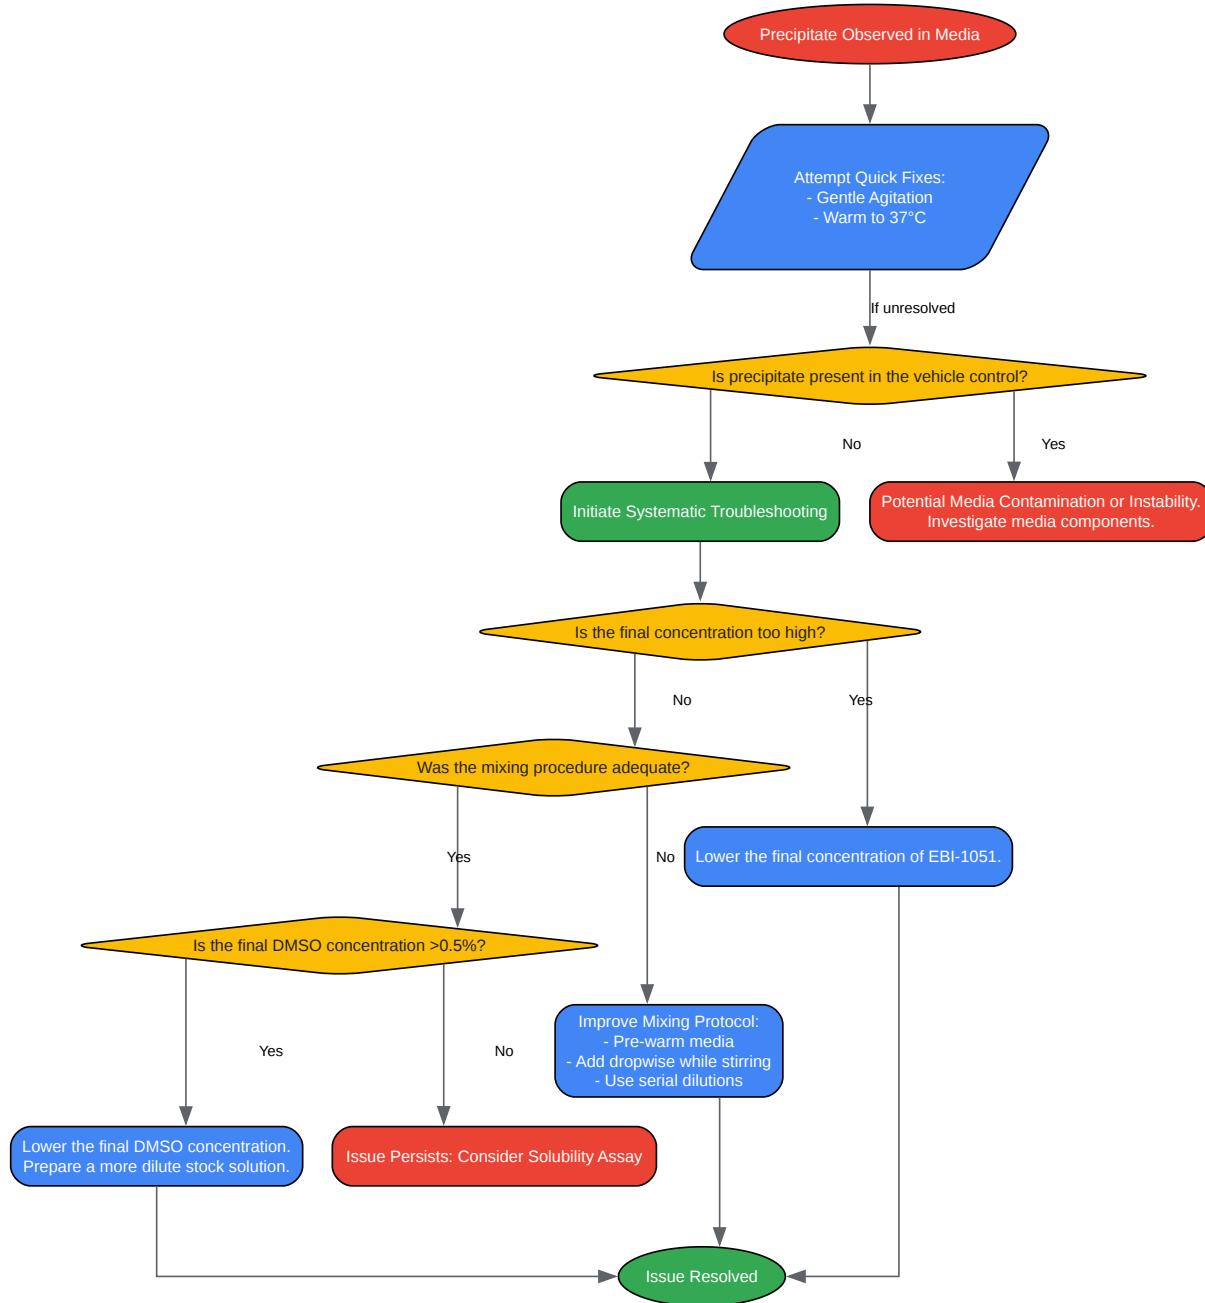 Precipitate Observed in Media
Attempt Quick Fixes:
- Gentle Agitation
- Warm to 37°C
If unresolved
Is precipitate present in the vehicle control?
No
Yes
Initiate Systematic Troubleshooting
Potential Media Contamination or Instability.
Investigate media components.
Is the final concentration too high?
No
Yes
Was the mixing procedure adequate?
Yes
No
Lower the final concentration of EBI-1051.
Is the final DMSO concentration >0.5%?
Yes
No
Improve Mixing Protocol:
- Pre-warm media
- Add dropwise while stirring
- Use serial dilutions
Lower the final DMSO concentration.
Prepare a more dilute stock solution.
Issue Persists: Consider Solubility Assay
Issue Resolved